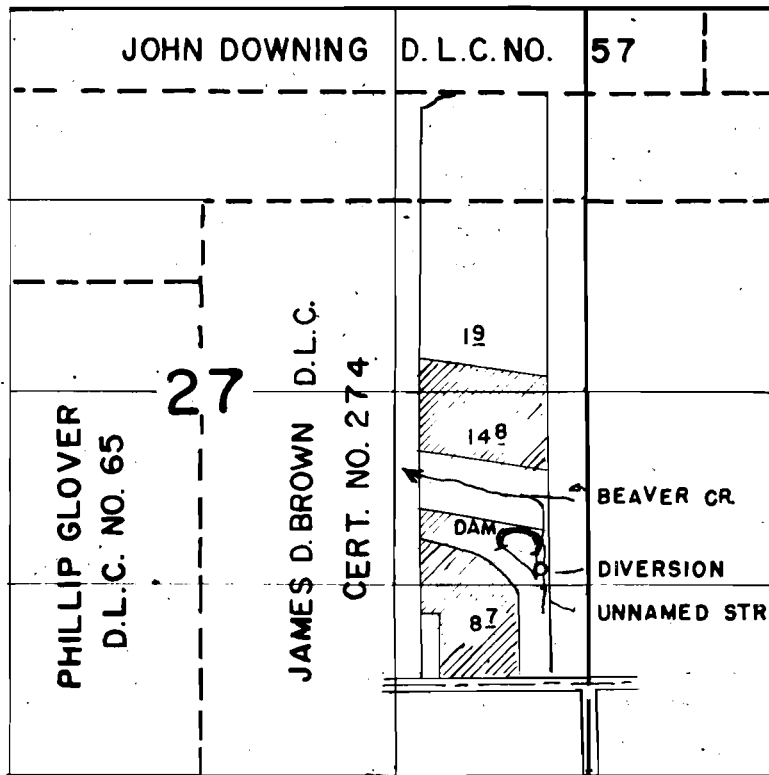 JOHN DOWNING D.L.C. NO. 57
19
27
148
PHILLIP GLOVER
D.L.C. NO. 65
JAMES D. BROWN D.L.C.
CERT. NO. 274
BEAVER CR.
DAM
DIVERSION
UNNAMED STR
87